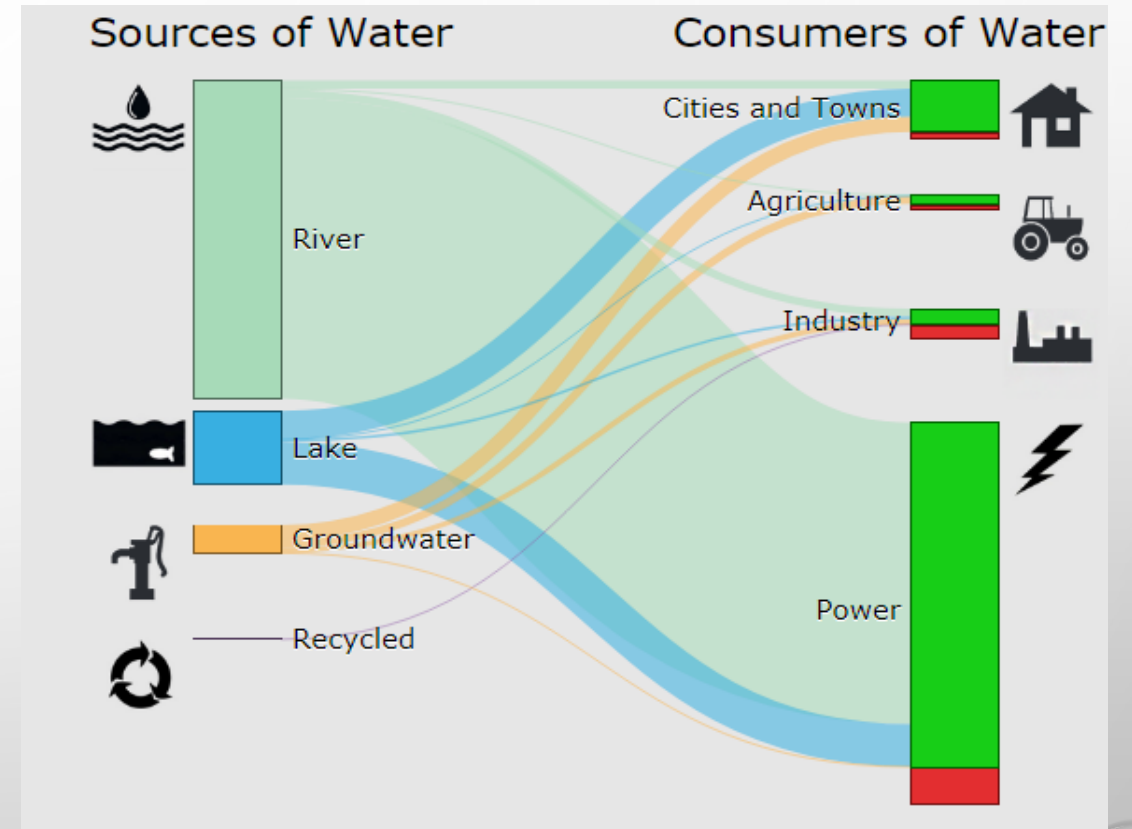 Sources of Water
Consumers of Water
Cities and Towns
Agriculture
River
Industry
Lake
Groundwater
Power
Recycled